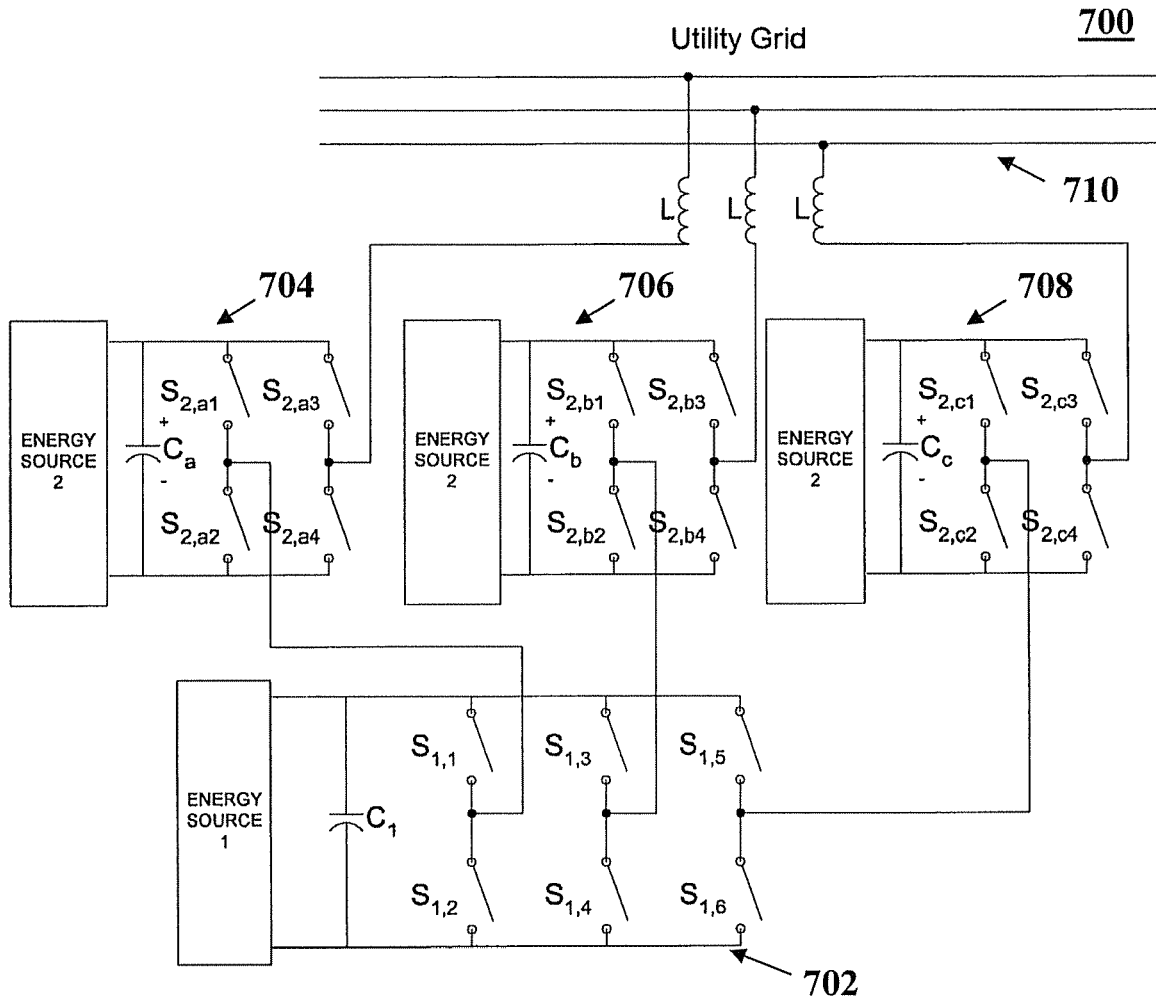 700
Utility Grid
710
L L L
704 706 708
S2,a1 S2,a3 S2,b1 S2,b3 S2,c1 S2,c3
ENERGY SOURCE 2
+ Ca -
ENERGY SOURCE 2
+ Cb -
ENERGY SOURCE 2
+ Cc -
S2,a2 S2,a4 S2,b2 S2,b4 S2,c2 S2,c4
S1,1 S1,3 S1,5
ENERGY SOURCE 1
C1
S1,2 S1,4 S1,6
702